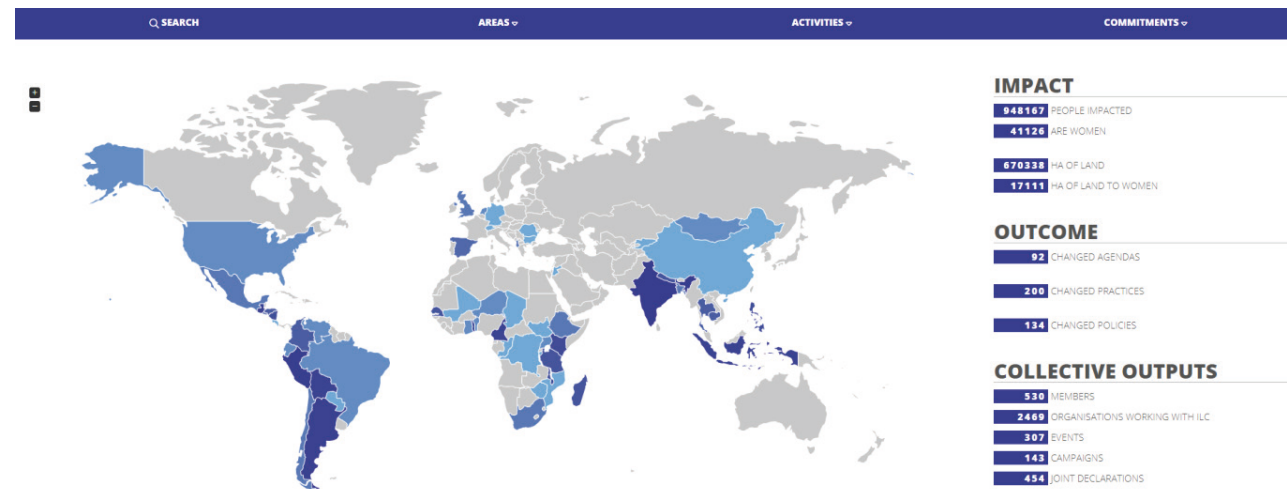 SEARCH
AREAS
ACTIVITIES
COMMITMENTS
IMPACT
948167 PEOPLE IMPACTED
41126 ARE WOMEN
670338 HA OF LAND
17111 HA OF LAND TO WOMEN
OUTCOME
92 CHANGED AGENDAS
200 CHANGED PRACTICES
134 CHANGED POLICIES
COLLECTIVE OUTPUTS
530 MEMBERS
2469 ORGANISATIONS WORKING WITH ILC
307 EVENTS
143 CAMPAIGNS
454 JOINT DECLARATIONS